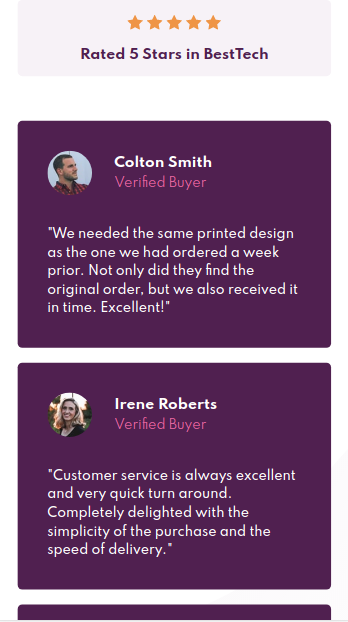 Rated 5 Stars in BestTech
Colton Smith
Verified Buyer
"We needed the same printed design
as the one we had ordered a week
prior. Not only did they find the
original order, but we also received it
in time. Excellent!"
Irene Roberts
Verified Buyer
"Customer service is always excellent
and very quick turn around.
Completely delighted with the
simplicity of the purchase and the
speed of delivery."